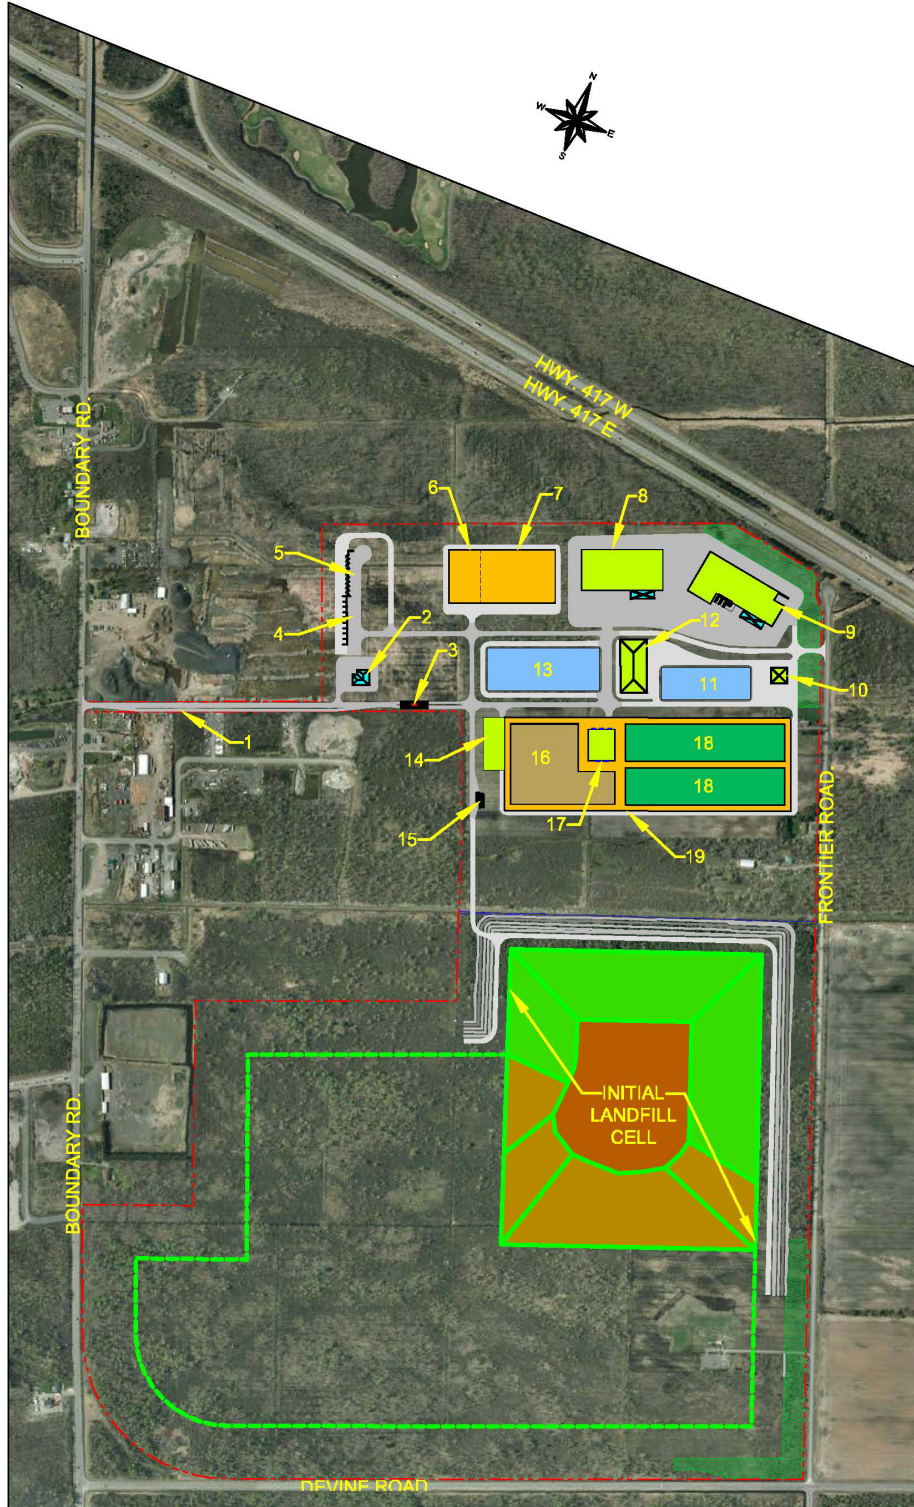 N
W
E
S
HWY. 417 W
HWY. 417 E
BOUNDARY RD.
6
7
8
5
4
2
12
9
3
13
11
10
1
14
16
18
18
15
17
19
FRONTIER ROAD.
INITIAL
LANDFILL
CELL
BOUNDARY RD.
DEVINE ROAD